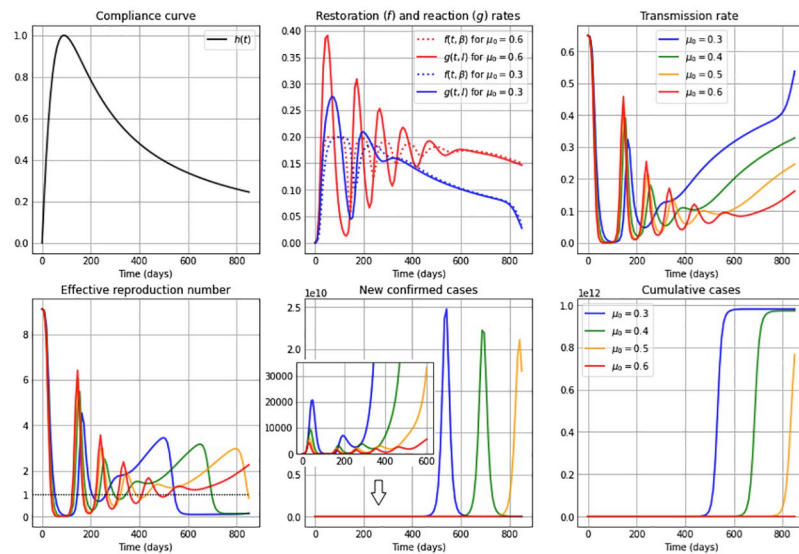 Compliance curve
h(t)
1.0
0.8
0.6
0.4
0.2
0.0
0 200 400 600 800
Time (days)
Restoration (f) and reaction (g) rates
f(t, β) for μ₀ = 0.6
g(t, I) for μ₀ = 0.6
f(t, β) for μ₀ = 0.3
g(t, I) for μ₀ = 0.3
0.40
0.35
0.30
0.25
0.20
0.15
0.10
0.05
0.00
0 200 400 600 800
Time (days)
Transmission rate
μ₀ = 0.3
μ₀ = 0.4
μ₀ = 0.5
μ₀ = 0.6
0.6
0.5
0.4
0.3
0.2
0.1
0.0
0 200 400 600 800
Time (days)
Effective reproduction number
9
8
7
6
5
4
3
2
1
0
0 200 400 600 800
Time (days)
New confirmed cases
1e10
2.5
2.0
1.5
0.5
0.0
30000
20000
10000
0
0 200 400 600
0 200 400 600 800
Time (days)
Cumulative cases
1e12
μ₀ = 0.3
μ₀ = 0.4
μ₀ = 0.5
μ₀ = 0.6
1.0
0.8
0.6
0.4
0.2
0.0
0 200 400 600 800
Time (days)